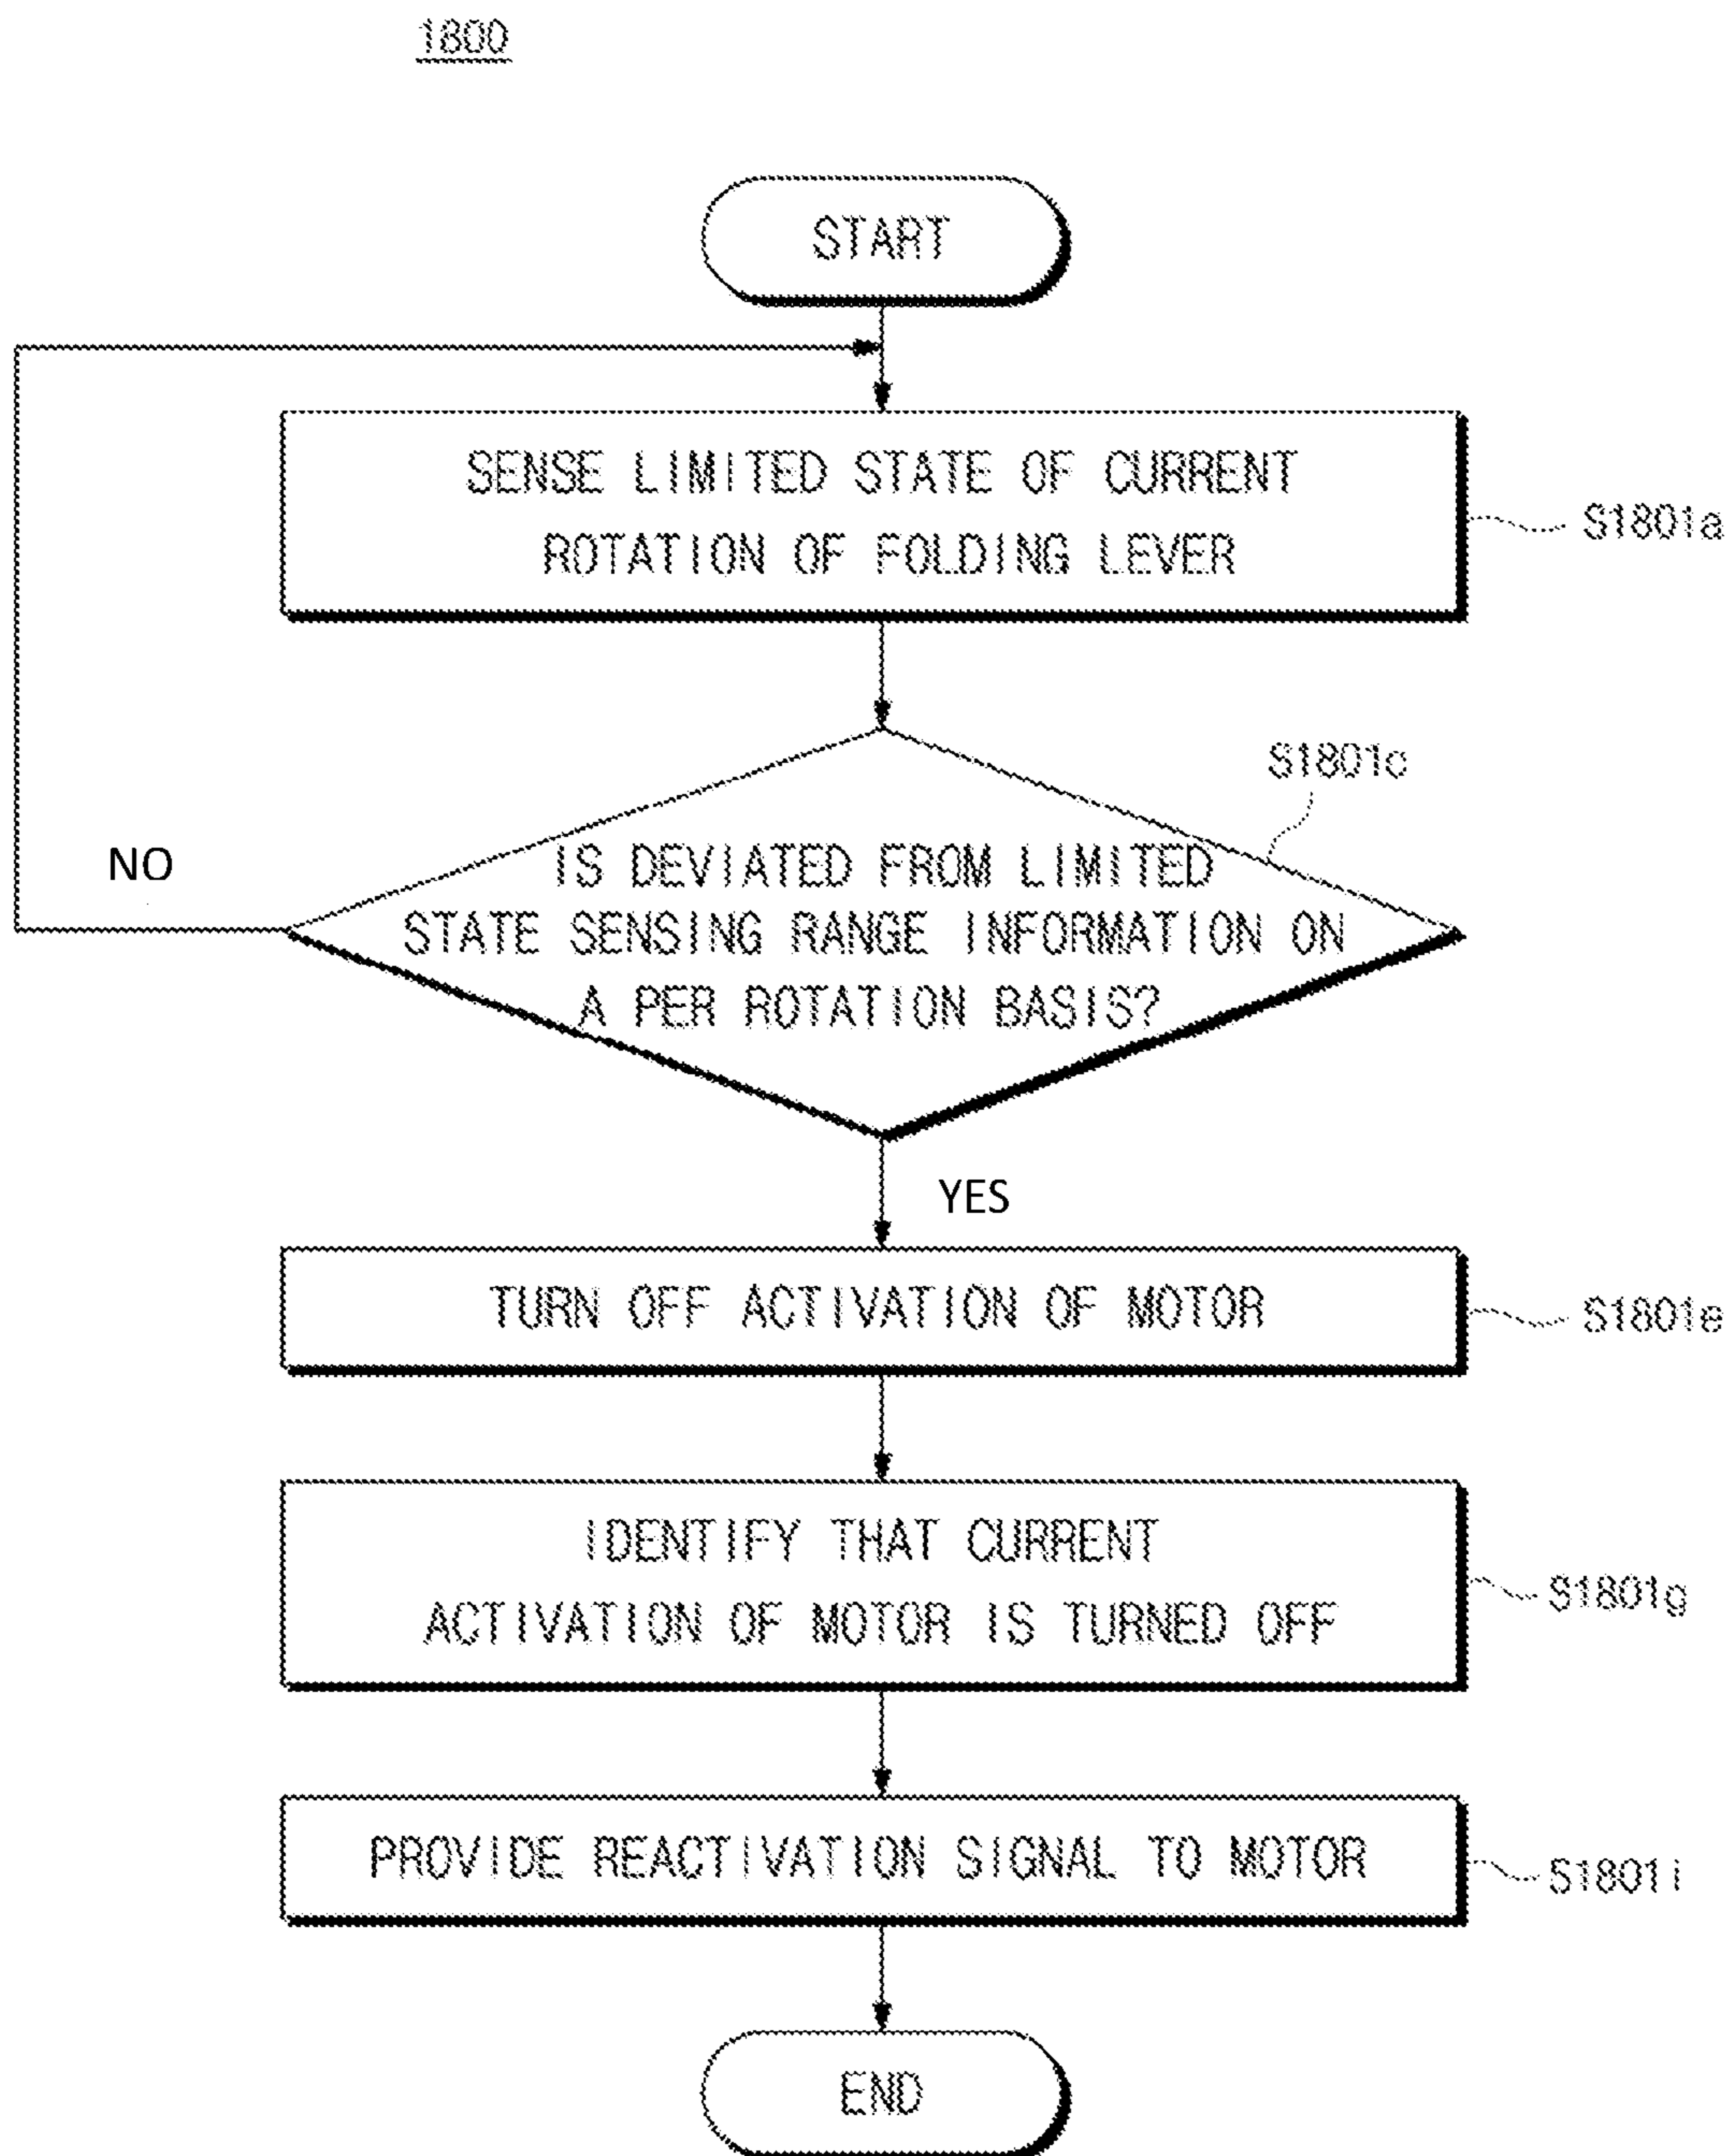 1800
START
SENSE LIMITED STATE OF CURRENT
ROTATION OF FOLDING LEVER
S1801a
S1801c
IS DEVIATED FROM LIMITED
STATE SENSING RANGE INFORMATION ON
A PER ROTATION BASIS?
NO
YES
TURN OFF ACTIVATION OF MOTOR
S1801e
IDENTIFY THAT CURRENT
ACTIVATION OF MOTOR IS TURNED OFF
S1801g
PROVIDE REACTIVATION SIGNAL TO MOTOR
S1801i
END